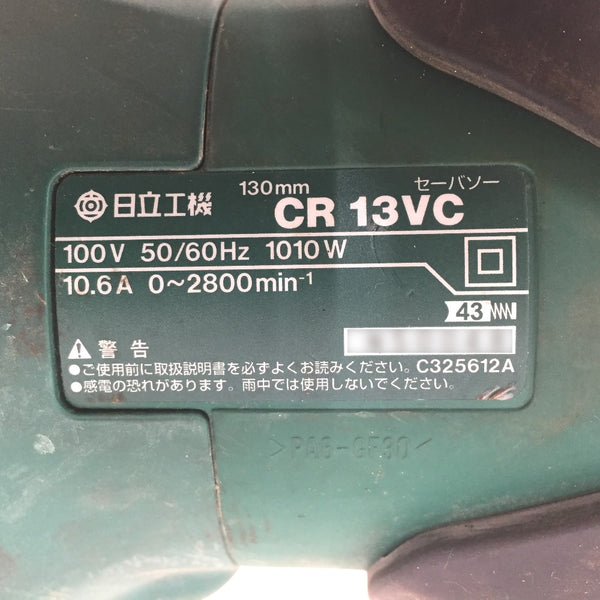 日立工機 130mm セーバソー
CR 13VC
100V 50/60Hz 1010W
10.6A 0～2800min⁻¹
43
警告
●ご使用前に取扱説明書を必ずよくお読みください。 C325612A
●感電の恐れがあります。雨中では使用しないでください。
>PA6-GF30<